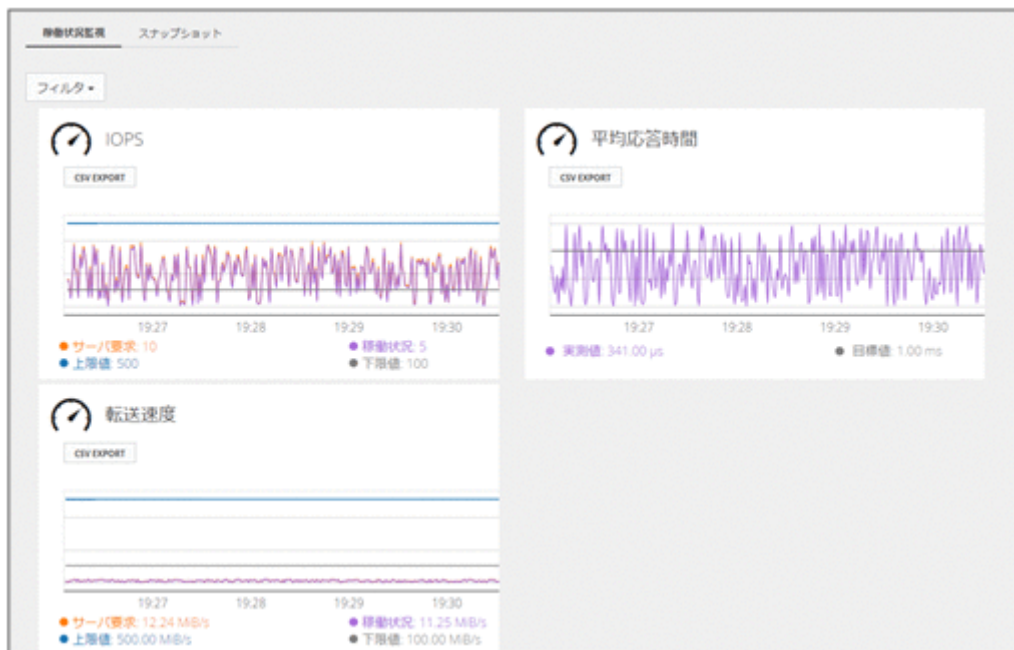 稼働状況監視 スナップショット
フィルタ
IOPS
CSV EXPORT
19:27 19:28 19:29 19:30
サーバ要求: 10 稼働状況: 5
上限値: 500 下限値: 100
平均応答時間
CSV EXPORT
19:27 19:28 19:29 19:30
実測値: 341.00 µs 目標値: 1.00 ms
転送速度
CSV EXPORT
19:27 19:28 19:29 19:30
サーバ要求: 12.24 MiB/s 稼働状況: 11.25 MiB/s
上限値: 500.00 MiB/s 下限値: 100.00 MiB/s